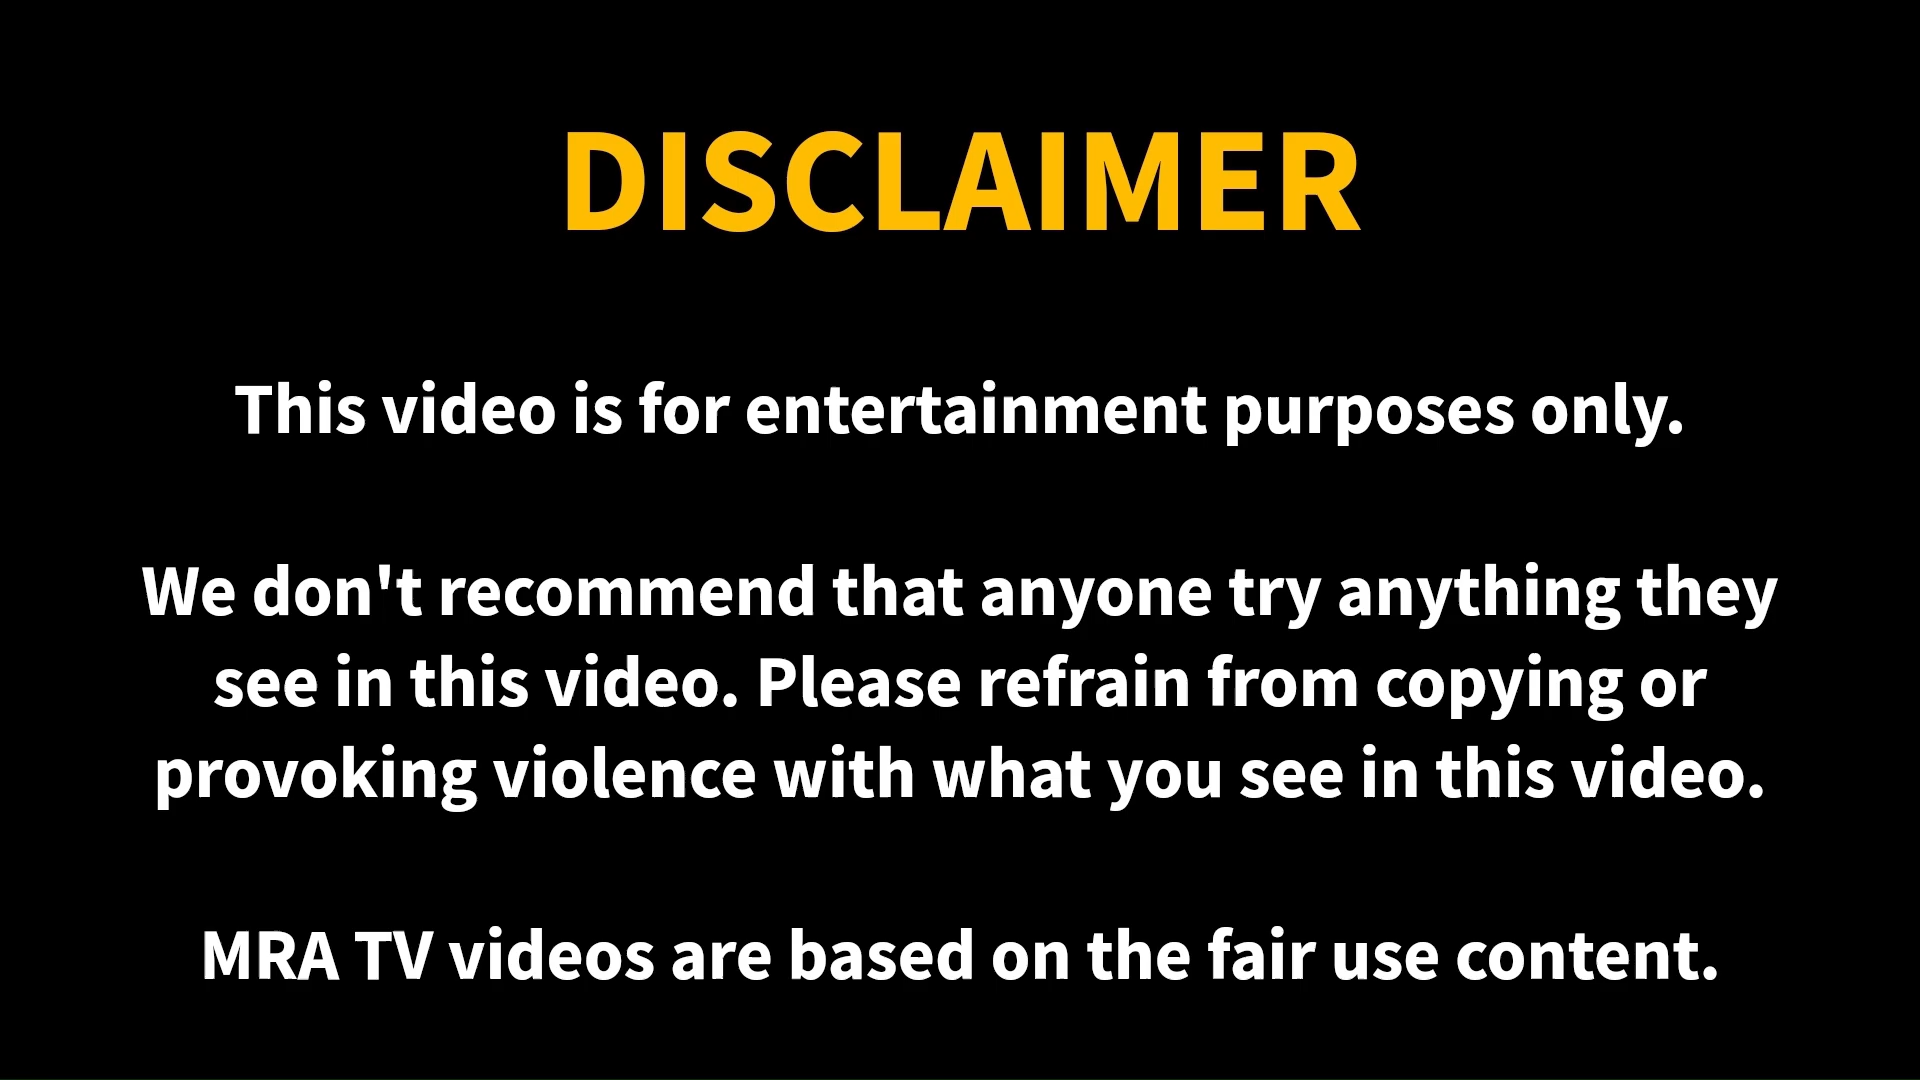 DISCLAIMER
This video is for entertainment purposes only.
We don't recommend that anyone try anything they
see in this video. Please refrain from copying or
provoking violence with what you see in this video.
MRA TV videos are based on the fair use content.